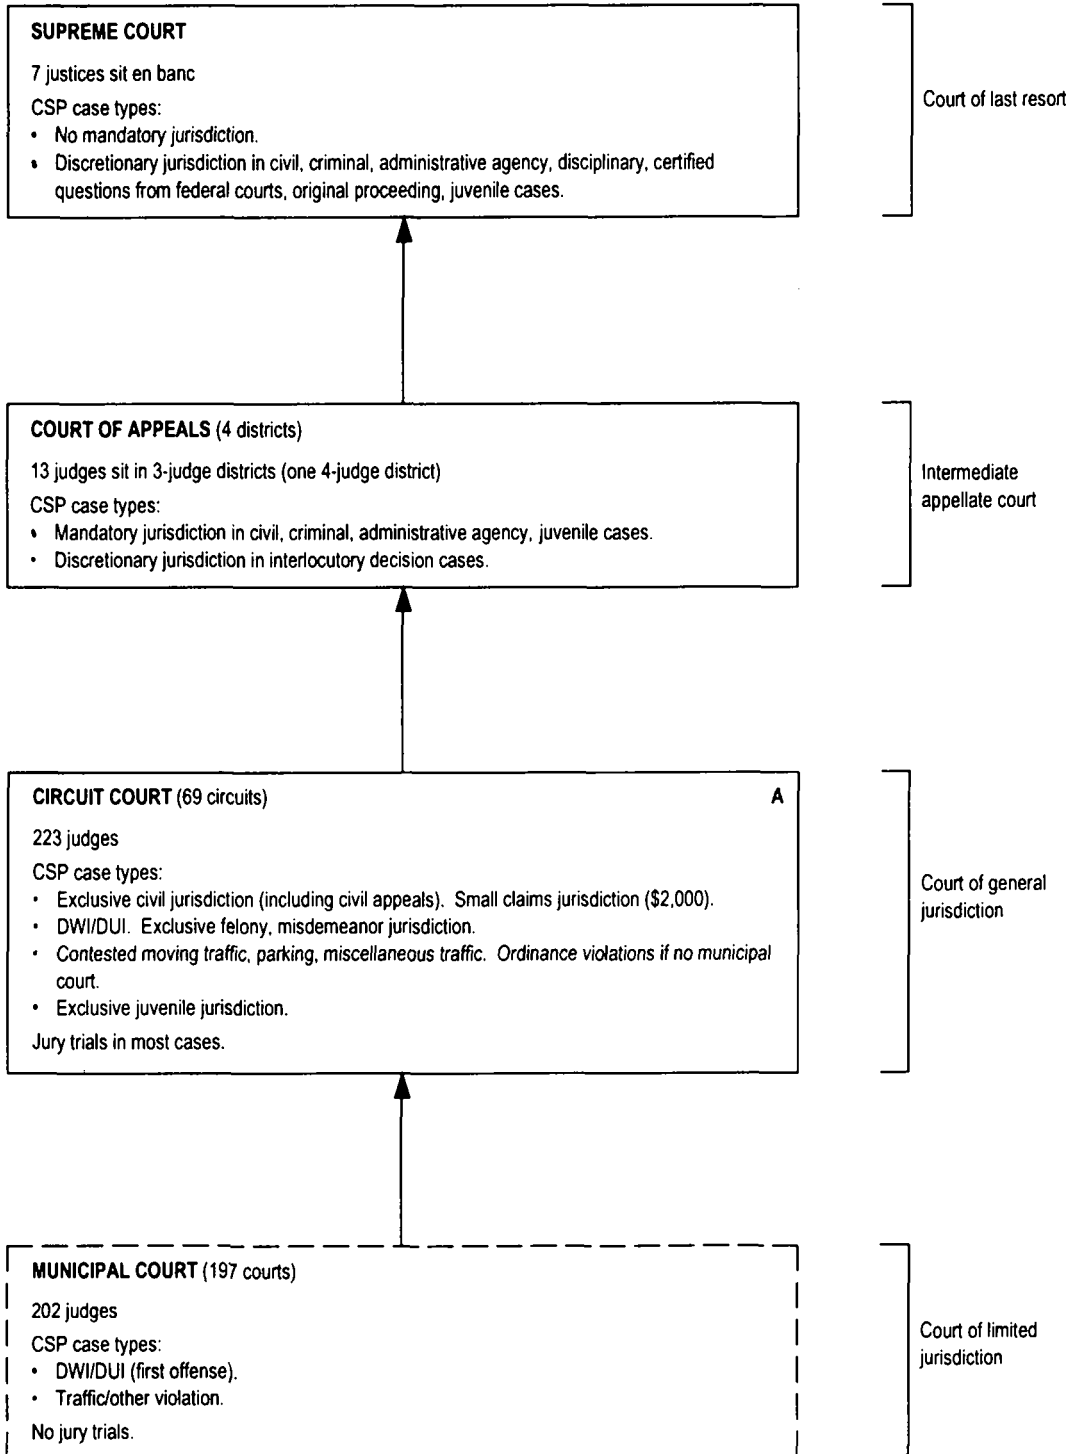 SUPREME COURT
7 justices sit en banc
CSP case types:
• No mandatory jurisdiction.
• Discretionary jurisdiction in civil, criminal, administrative agency, disciplinary, certified
questions from federal courts, original proceeding, juvenile cases.
Court of last resort
COURT OF APPEALS (4 districts)
13 judges sit in 3-judge districts (one 4-judge district)
CSP case types:
• Mandatory jurisdiction in civil, criminal, administrative agency, juvenile cases.
• Discretionary jurisdiction in interlocutory decision cases.
Intermediate
appellate court
CIRCUIT COURT (69 circuits) A
223 judges
CSP case types:
• Exclusive civil jurisdiction (including civil appeals). Small claims jurisdiction ($2,000).
• DWI/DUI. Exclusive felony, misdemeanor jurisdiction.
• Contested moving traffic, parking, miscellaneous traffic. Ordinance violations if no municipal
court.
• Exclusive juvenile jurisdiction.
Jury trials in most cases.
Court of general
jurisdiction
MUNICIPAL COURT (197 courts)
202 judges
CSP case types:
• DWI/DUI (first offense).
• Traffic/other violation.
No jury trials.
Court of limited
jurisdiction